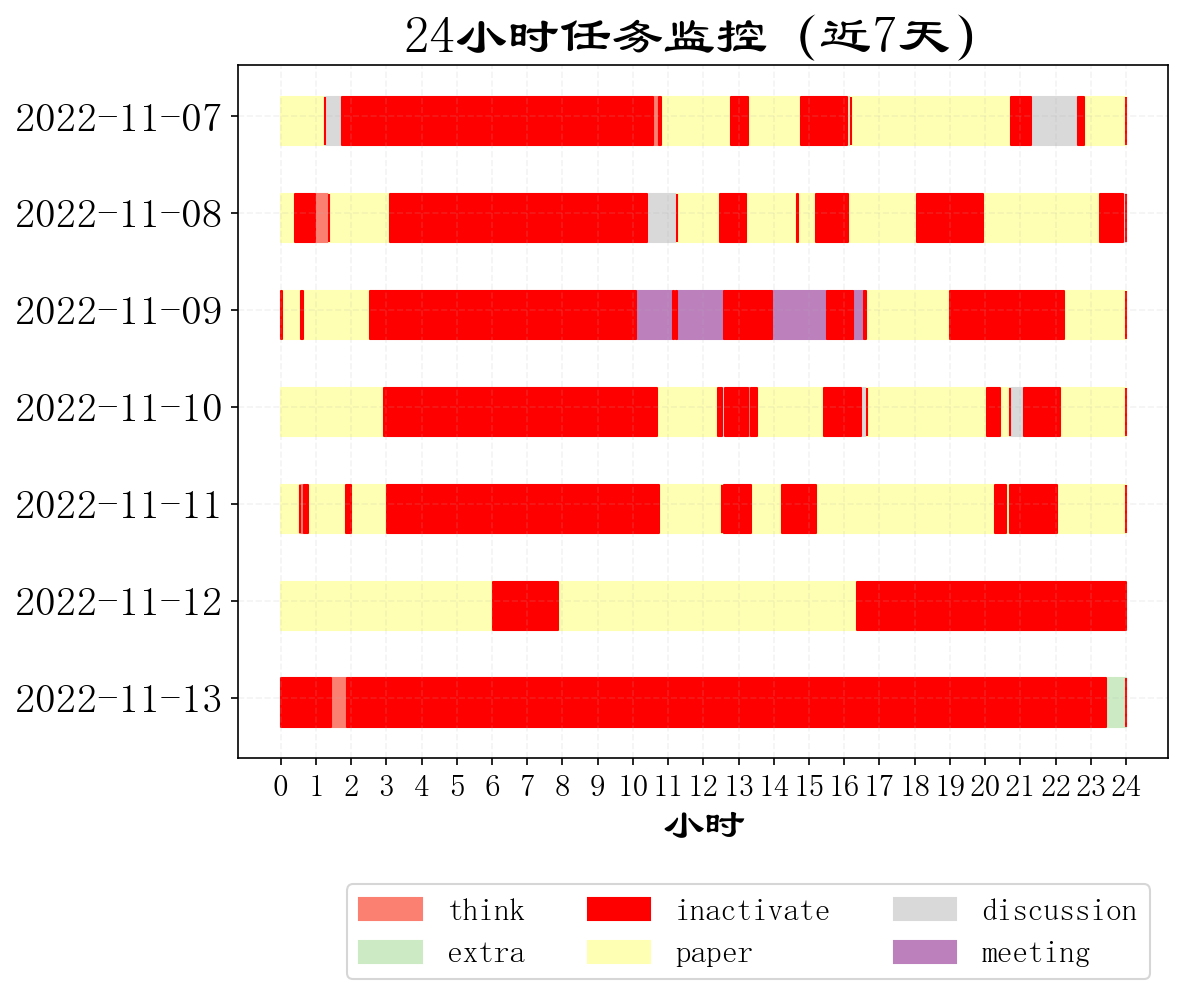 24小时任务监控 (近7天)
2022-11-07
2022-11-08
2022-11-09
2022-11-10
2022-11-11
2022-11-12
2022-11-13
0 1 2 3 4 5 6 7 8 9 10 11 12 13 14 15 16 17 18 19 20 21 22 23 24
小时
think inactivate discussion
extra paper meeting